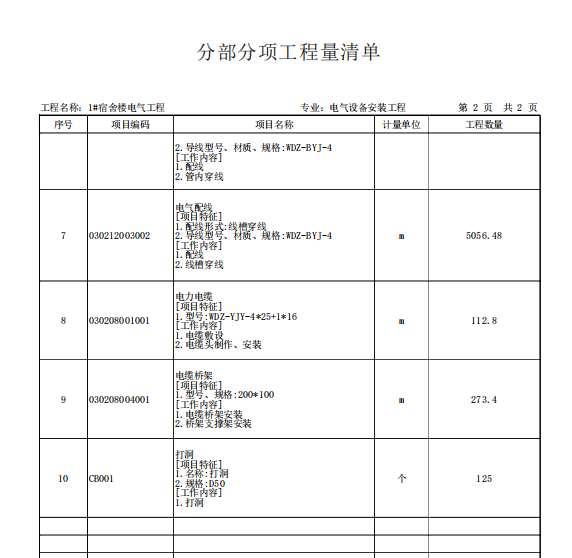 分部分项工程量清单
工程名称: 1#宿舍楼电气工程 专业: 电气设备安装工程 第 2 页 共 2 页
序号 项目编码 项目名称 计量单位 工程数量
2.导线型号、材质、规格:WDZ-BYJ-4
[工作内容]
1.配线
2.管内穿线
7 030212003002 电气配线 m 5056.48
[项目特征]
1.配线形式:线槽穿线
2.导线型号、材质、规格:WDZ-BYJ-4
[工作内容]
1.配线
2.线槽穿线
8 030208001001 电力电缆 m 112.8
[项目特征]
1.型号:WDZ-YJY-4*25+1*16
[工作内容]
1.电缆敷设
2.电缆头制作、安装
9 030208004001 电缆桥架 m 273.4
[项目特征]
1.型号、规格:200*100
[工作内容]
1.电缆桥架安装
2.桥架支撑架安装
10 CB001 打洞 个 125
[项目特征]
1.名称:打洞
2.规格:D50
[工作内容]
1.打洞